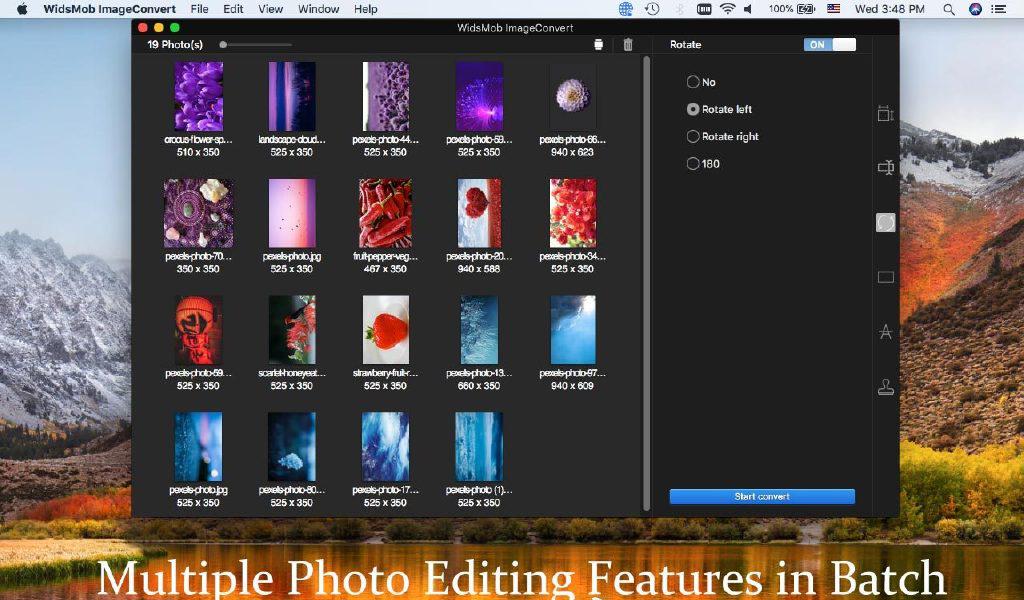 WidsMob ImageConvert File Edit View Window Help 100% Wed 3:48 PM
WidsMob ImageConvert
19 Photo(s)
Rotate ON
No
Rotate left
Rotate right
180
crocus-flower-sp... landscape-cloud... pexels-photo-44... pexels-photo-59... pexels-photo-66...
510 x 350 525 x 350 525 x 350 525 x 350 940 x 623
pexels-photo-70... pexels-photo.jpg fruit-pepper-veg... pexels-photo-20... pexels-photo-34...
350 x 350 525 x 350 467 x 350 940 x 588 525 x 350
pexels-photo-59... scarlet-honeyeat... strawberry-fruit-r... pexels-photo-13... pexels-photo-97...
525 x 350 525 x 350 525 x 350 660 x 350 940 x 609
pexels-photo.jpg pexels-photo-80... pexels-photo-17... pexels-photo (1)...
525 x 350 525 x 350 525 x 350 525 x 350
Start convert
Multiple Photo Editing Features in Batch